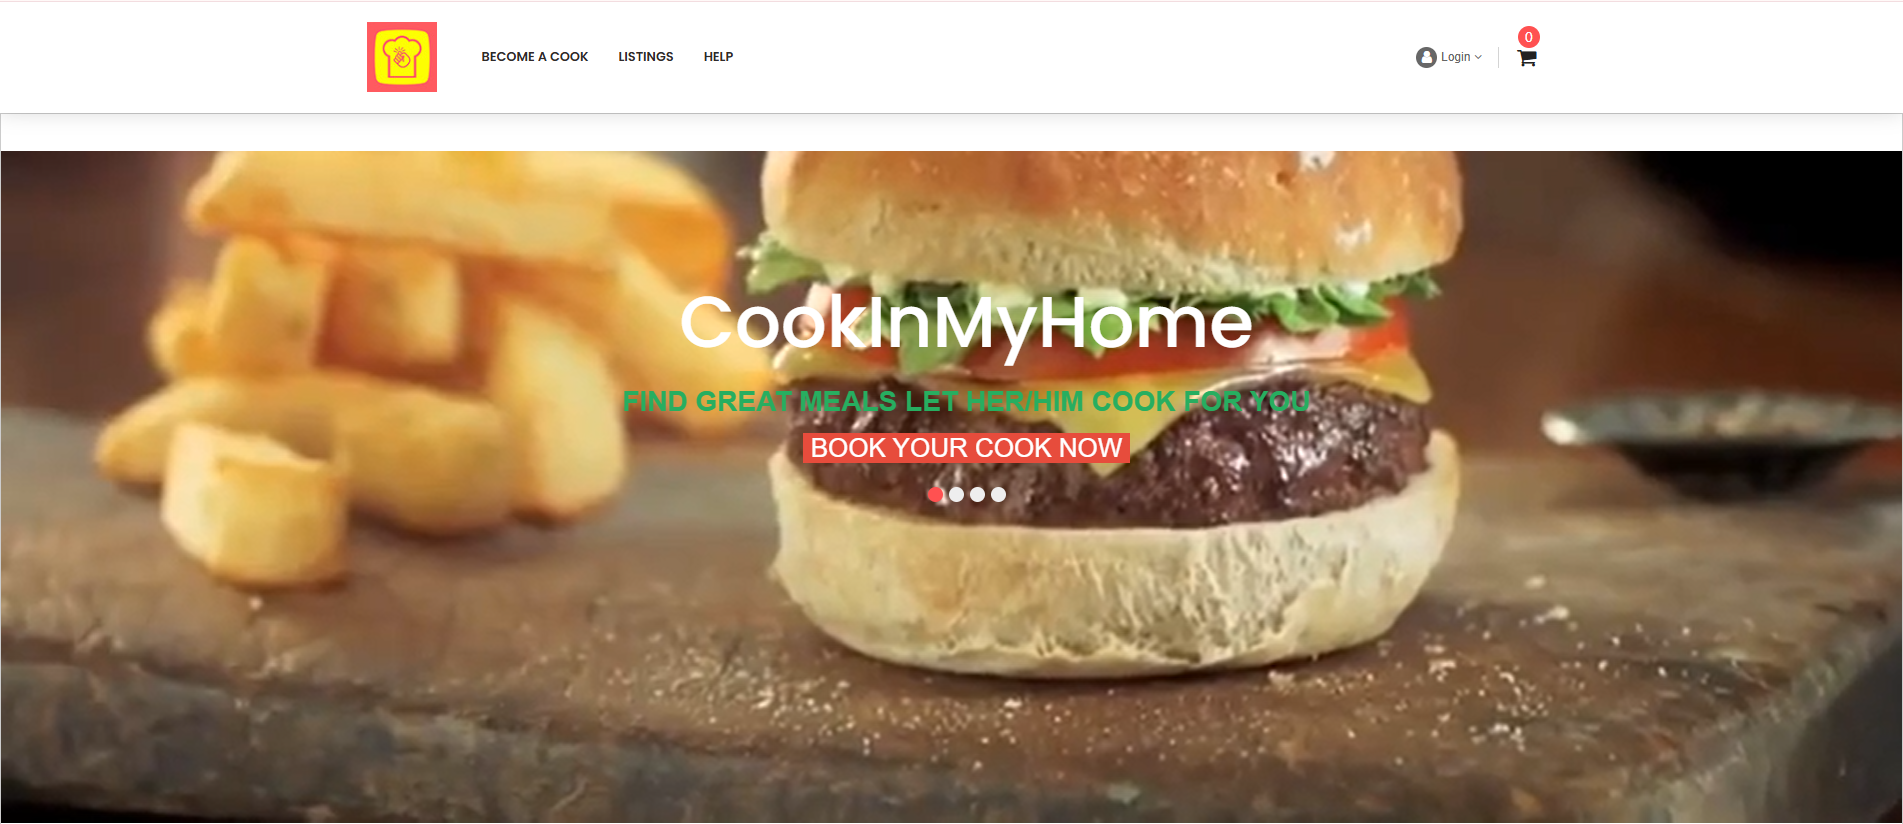 BECOME A COOK
LISTINGS
HELP
Login
0
CookInMyHome
FIND GREAT MEALS LET HER/HIM COOK FOR YOU
BOOK YOUR COOK NOW